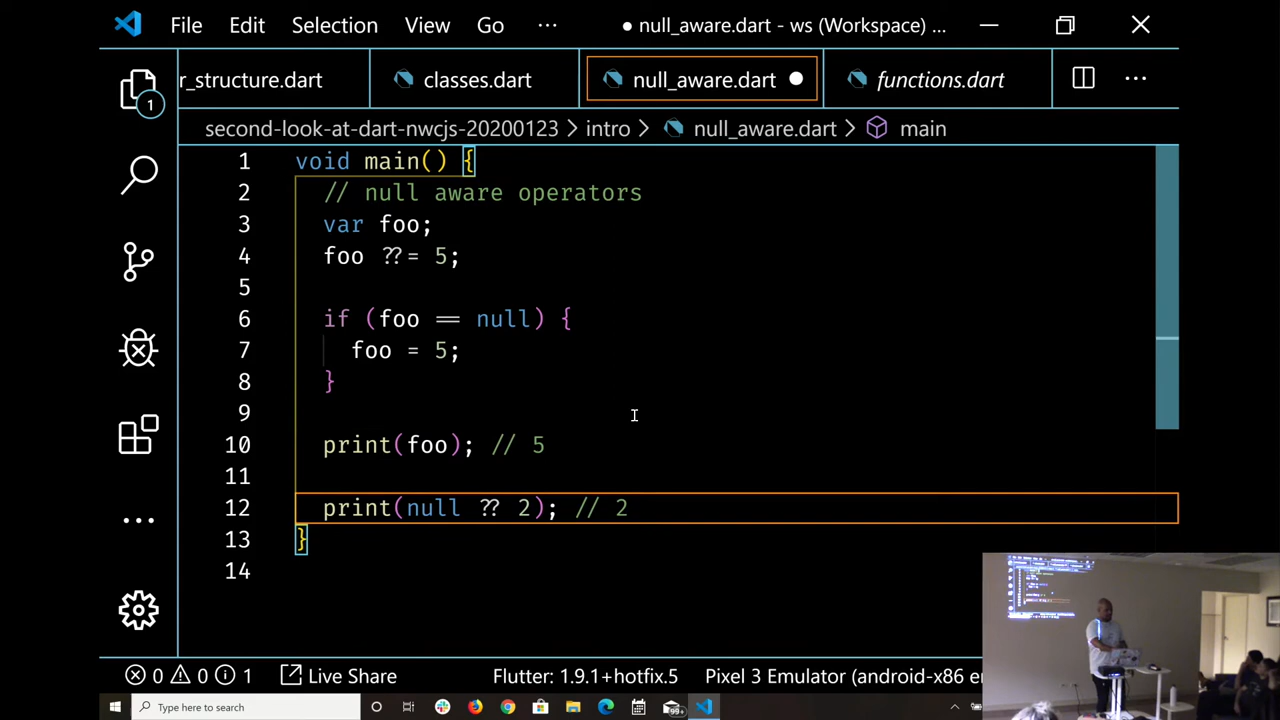 File Edit Selection View Go ··· ● null_aware.dart - ws (Workspace) ...
r_structure.dart classes.dart null_aware.dart functions.dart ···
second-look-at-dart-nwcjs-20200123 > intro > null_aware.dart > main
1
1 void main() {
2 // null aware operators
3 var foo;
4 foo ??= 5;
5
6 if (foo == null) {
7 foo = 5;
8 }
9
10 print(foo); // 5
11
12 print(null ?? 2); // 2
13 }
14
0 0 1 Live Share Flutter: 1.9.1+hotfix.5 Pixel 3 Emulator (android-x86 e
Type here to search 99+